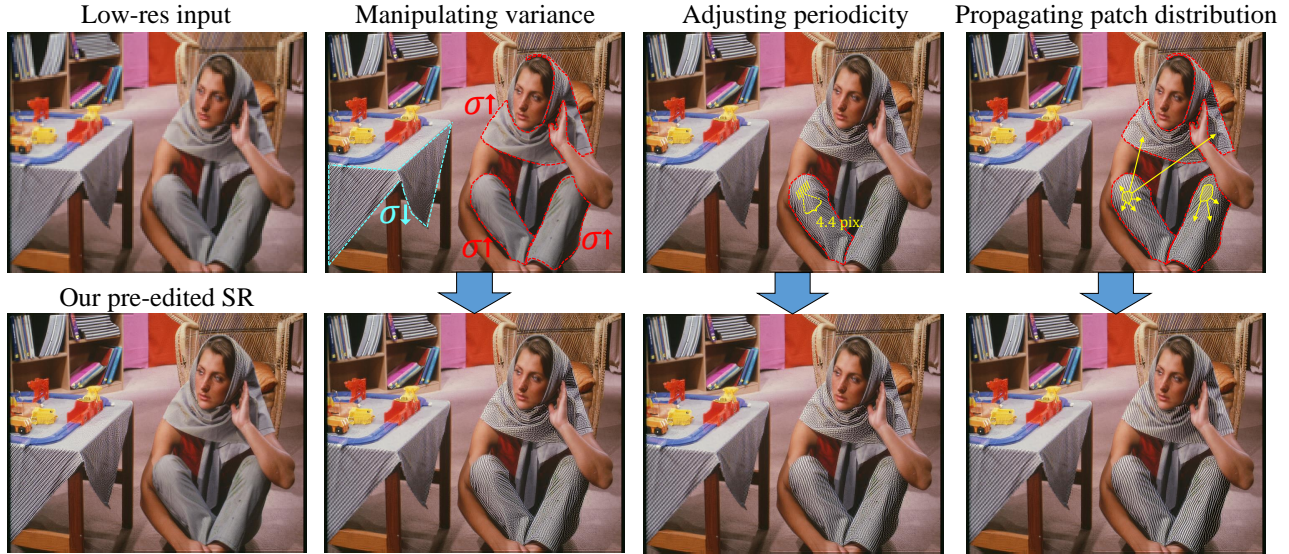 Low-res input
Manipulating variance
Adjusting periodicity
Propagating patch distribution
σ↑
σ↓
σ↑
σ↑
4.4 pix.
Our pre-edited SR